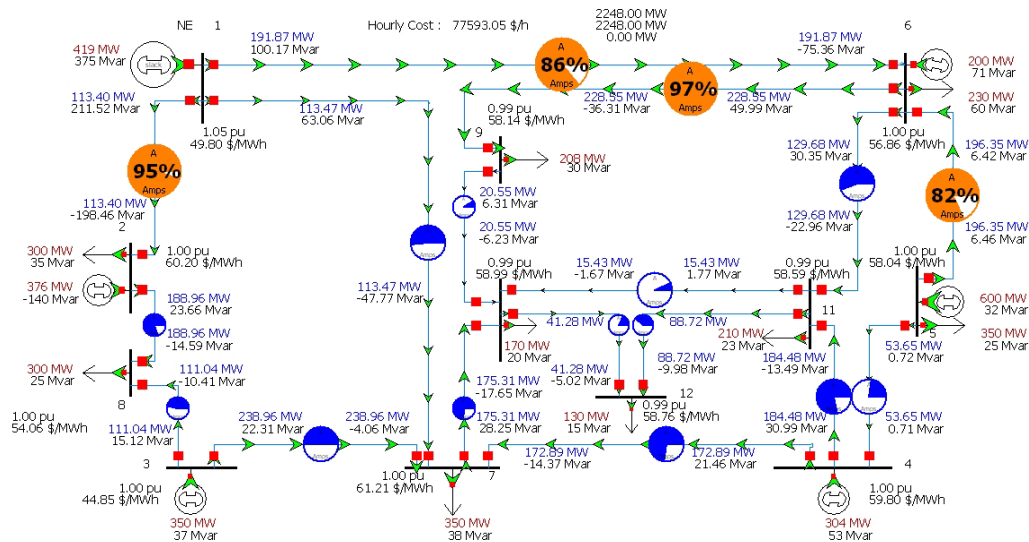 NE 1
Hourly Cost : 77593.05 $/h
2248.00 MW
2248.00 MW
0.00 MW
6
419 MW
375 Mvar
slack
191.87 MW
100.17 Mvar
A
86%
Amps
A
97%
Amps
191.87 MW
-75.36 Mvar
200 MW
71 Mvar
113.40 MW
211.52 MW
113.47 MW
63.06 Mvar
228.55 MW
-36.31 Mvar
228.55 MW
49.99 Mvar
230 MW
60 Mvar
1.05 pu
49.80 $/MWh
0.99 pu
58.14 $/MWh
9
1.00 pu
56.86 $/MWh
A
95%
Amps
208 MW
30 Mvar
129.68 MW
30.35 Mvar
196.35 MW
6.42 Mvar
A
82%
Amps
113.40 MW
-198.46 Mvar
2
20.55 MW
6.31 Mvar
20.55 MW
-6.23 Mvar
129.68 MW
-22.96 Mvar
196.35 MW
6.46 Mvar
300 MW
35 Mvar
1.00 pu
60.20 $/MWh
0.99 pu
58.99 $/MWh
0.99 pu
58.59 $/MWh
1.00 pu
58.04 $/MWh
376 MW
-140 Mvar
188.96 MW
23.66 Mvar
113.47 MW
-47.77 Mvar
15.43 MW
-1.67 Mvar
A
Amps
15.43 MW
1.77 Mvar
11
600 MW
32 Mvar
188.96 MW
-14.59 Mvar
41.28 MW
88.72 MW
210 MW
23 Mvar
5
350 MW
25 Mvar
170 MW
20 Mvar
300 MW
25 Mvar
8
111.04 MW
-10.41 Mvar
41.28 MW
-5.02 Mvar
88.72 MW
-9.98 Mvar
184.48 MW
-13.49 Mvar
53.65 MW
0.72 Mvar
12
175.31 MW
-17.65 Mvar
1.00 pu
54.06 $/MWh
111.04 MW
15.12 Mvar
238.96 MW
22.31 Mvar
238.96 MW
-4.06 Mvar
175.31 MW
28.25 Mvar
130 MW
15 Mvar
0.99 pu
58.76 $/MWh
184.48 MW
30.99 Mvar
53.65 MW
0.71 Mvar
172.89 MW
-14.37 Mvar
172.89 MW
21.46 Mvar
3
7
4
1.00 pu
44.85 $/MWh
1.00 pu
61.21 $/MWh
1.00 pu
59.80 $/MWh
350 MW
37 Mvar
350 MW
38 Mvar
304 MW
53 Mvar